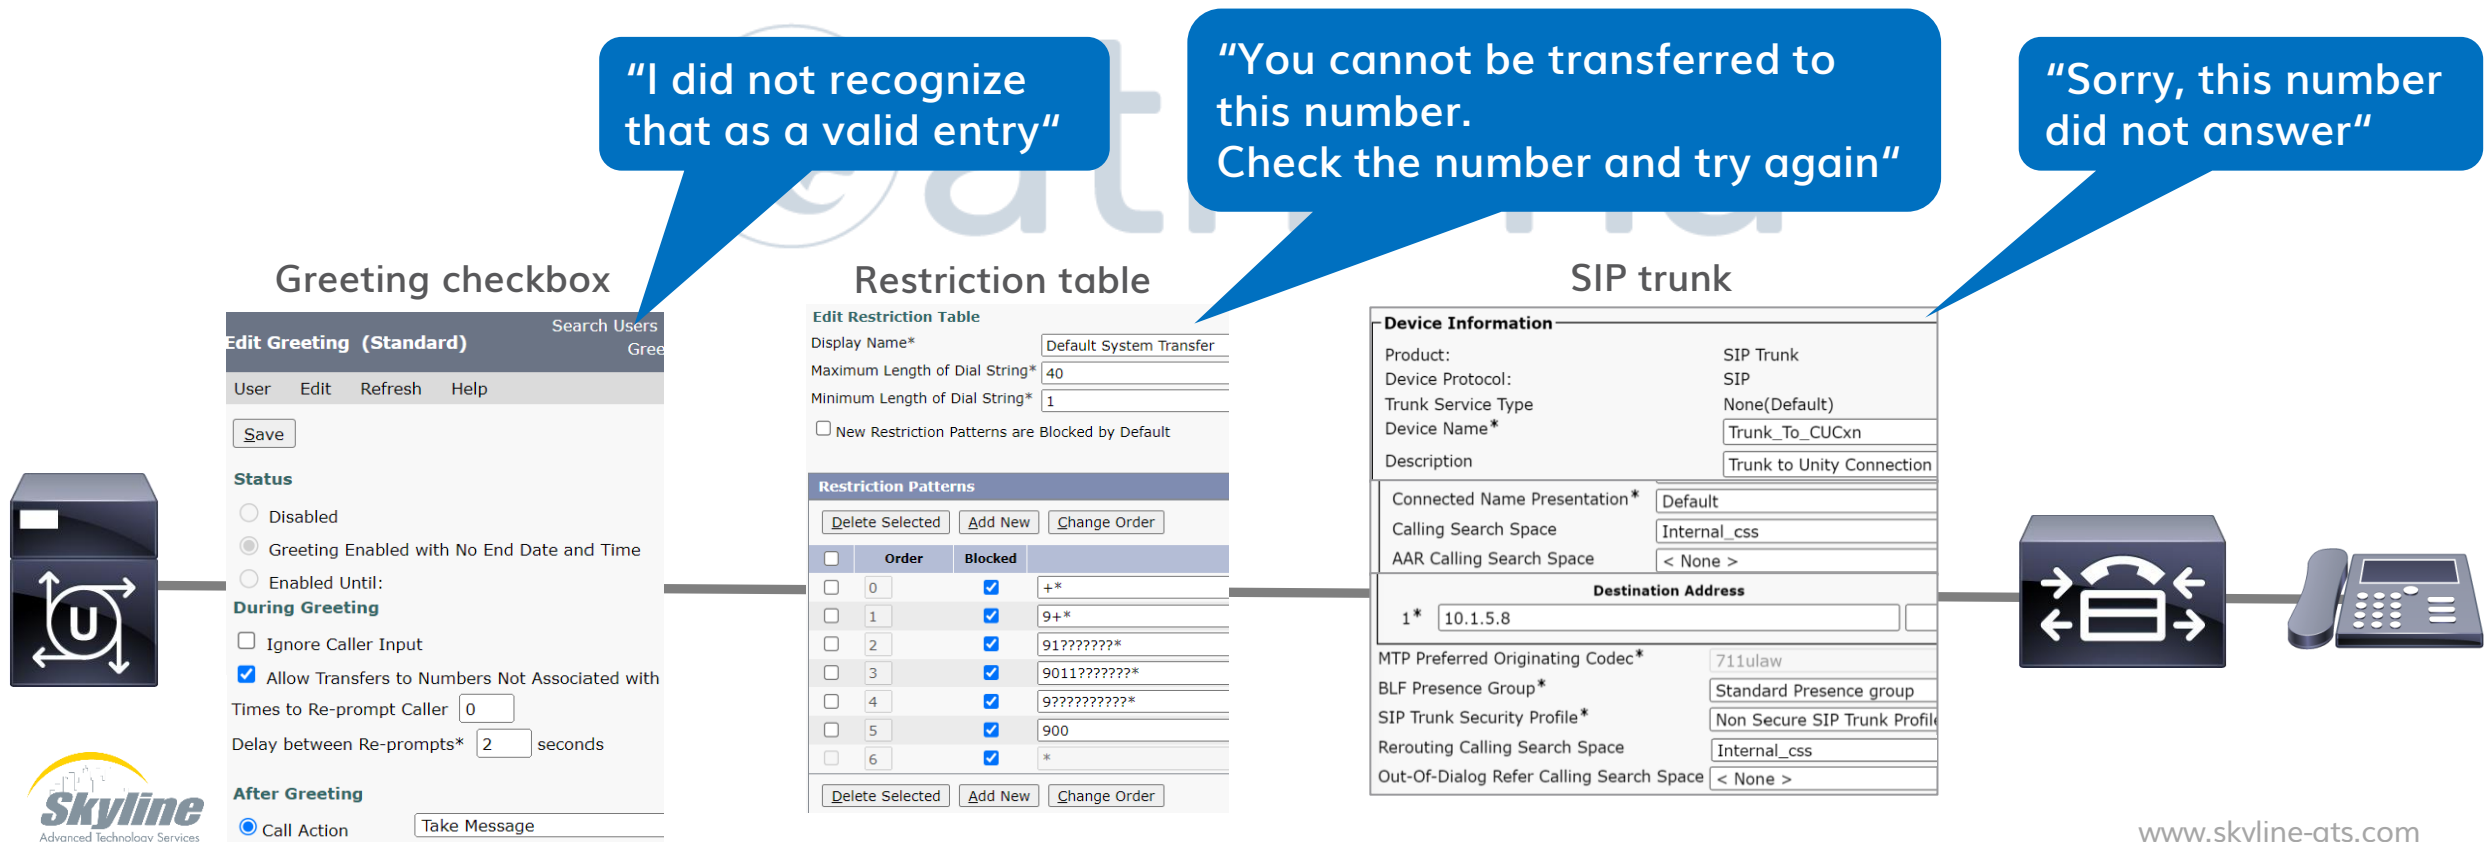 “I did not recognize
that as a valid entry“
“You cannot be transferred to
this number.
Check the number and try again“
“Sorry, this number
did not answer“
Greeting checkbox
Edit Greeting (Standard)
Search Users
Gree
User Edit Refresh Help
Save
Status
Disabled
Greeting Enabled with No End Date and Time
Enabled Until:
During Greeting
Ignore Caller Input
Allow Transfers to Numbers Not Associated with
Times to Re-prompt Caller 0
Delay between Re-prompts* 2 seconds
After Greeting
Call Action Take Message
Restriction table
Edit Restriction Table
Display Name* Default System Transfer
Maximum Length of Dial String* 40
Minimum Length of Dial String* 1
New Restriction Patterns are Blocked by Default
Restriction Patterns
Delete Selected Add New Change Order
Order Blocked
0 +*
1 9+*
2 91???????*
3 9011???????*
4 9??????????*
5 900
6 *
Delete Selected Add New Change Order
SIP trunk
Device Information
Product: SIP Trunk
Device Protocol: SIP
Trunk Service Type None(Default)
Device Name* Trunk_To_CUCxn
Description Trunk to Unity Connection
Connected Name Presentation* Default
Calling Search Space Internal_css
AAR Calling Search Space < None >
Destination Address
1* 10.1.5.8
MTP Preferred Originating Codec* 711ulaw
BLF Presence Group* Standard Presence group
SIP Trunk Security Profile* Non Secure SIP Trunk Profile
Rerouting Calling Search Space Internal_css
Out-Of-Dialog Refer Calling Search Space < None >
U
Skyline
Advanced Technology Services
www.skyline-ats.com